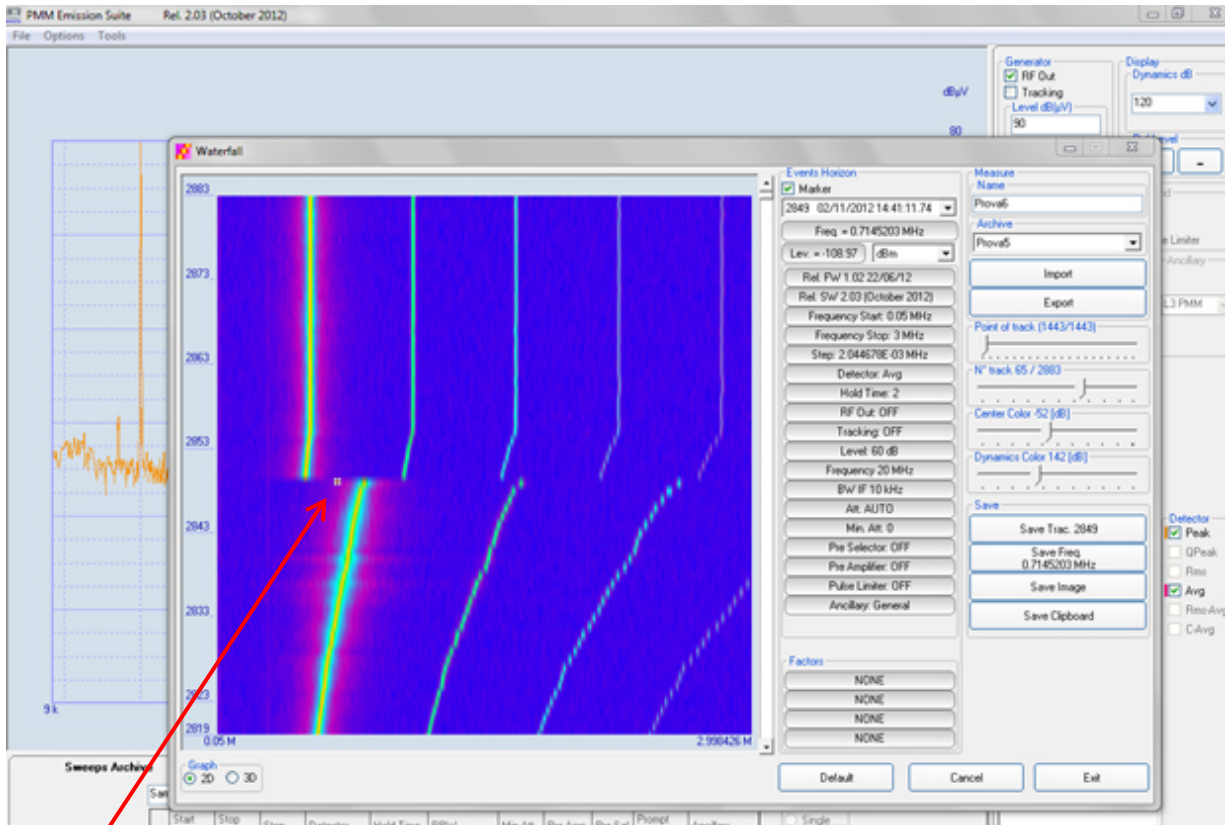 PMM Emission Suite Rel. 2.03 (October 2012)
File Options Tools
dBµV
80
9 k
Generator
RF Out
Tracking
Level dB(µV)
90
Display
Dynamics dB
120
-
Waterfall
2883
2873
2863
2853
2843
2833
2823
2819
0.05 M
2.998426 M
Graph
2D
3D
Events Horizon
Marker
2849 02/11/2012 14:41:11.74
Freq. = 0.7145203 MHz
Lev. = -108.97
dBm
Rel. FW 1.02 22/06/12
Rel. SW 2.03 (October 2012)
Frequency Start: 0.05 MHz
Frequency Stop: 3 MHz
Step: 2.044678E-03 MHz
Detector: Avg
Hold Time: 2
RF Out: OFF
Tracking: OFF
Level: 60 dB
Frequency 20 MHz
BW IF 10 kHz
Att. AUTO
Min. Att. 0
Pre Selector: OFF
Pre Amplifier: OFF
Pulse Limiter: OFF
Ancillary: General
Factors
NONE
NONE
NONE
NONE
Measure
Name
Prova6
Archive
Prova5
Import
Export
Point of track (1443/1443)
N° track 65 / 2883
Center Color -52 [dB]
Dynamics Color 142 [dB]
Save
Save Trac. 2849
Save Freq.
0.7145203 MHz
Save Image
Save Clipboard
Default
Cancel
Exit
Limiter
Ancillary
L3 PMM
Detector
Peak
QPeak
Rms
Avg
Rms-Avg
C-Avg
Sweeps Archive
Start
Stop
Step
Detector
Hold Time
Min Att
Pre Amp
Pre Sel
Prompt
Ancillary
Single